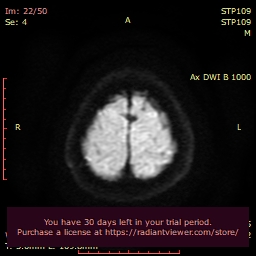 Im: 22/50
Se: 4
A
STP109
STP109
M
Ax DWI B 1000
R
L
You have 30 days left in your trial period.
Purchase a license at https://radiantviewer.com/store/